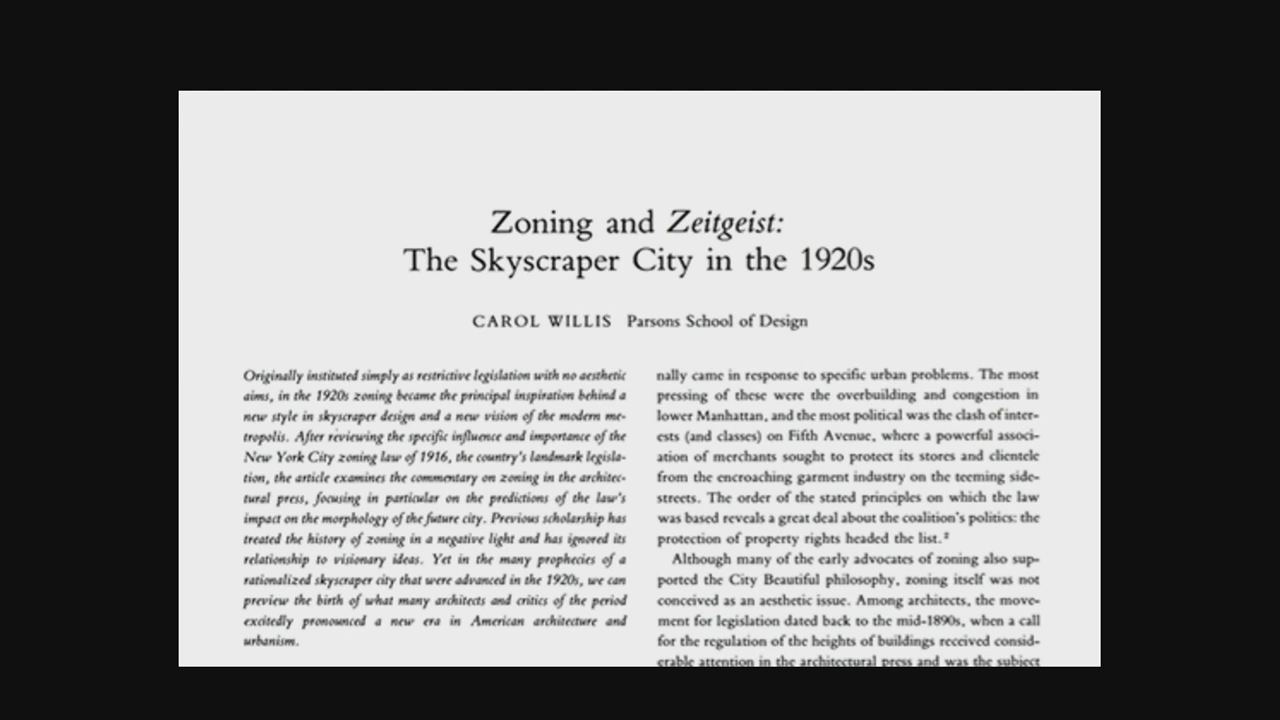 Zoning and Zeitgeist:
The Skyscraper City in the 1920s
CAROL WILLIS Parsons School of Design
Originally instituted simply as restrictive legislation with no aesthetic
aims, in the 1920s zoning became the principal inspiration behind a
new style in skyscraper design and a new vision of the modern me-
tropolis. After reviewing the specific influence and importance of the
New York City zoning law of 1916, the country's landmark legisla-
tion, the article examines the commentary on zoning in the architec-
tural press, focusing in particular on the predictions of the law's
impact on the morphology of the future city. Previous scholarship has
treated the history of zoning in a negative light and has ignored its
relationship to visionary ideas. Yet in the many prophecies of a
rationalized skyscraper city that were advanced in the 1920s, we can
preview the birth of what many architects and critics of the period
excitedly pronounced a new era in American architecture and
urbanism.
nally came in response to specific urban problems. The most
pressing of these were the overbuilding and congestion in
lower Manhattan, and the most political was the clash of inter-
ests (and classes) on Fifth Avenue, where a powerful associ-
ation of merchants sought to protect its stores and clientele
from the encroaching garment industry on the teeming side-
streets. The order of the stated principles on which the law
was based reveals a great deal about the coalition's politics: the
protection of property rights headed the list.²
Although many of the early advocates of zoning also sup-
ported the City Beautiful philosophy, zoning itself was not
conceived as an aesthetic issue. Among architects, the move-
ment for legislation dated back to the mid-1890s, when a call
for the regulation of the heights of buildings received consid-
erable attention in the architectural press and was the subject